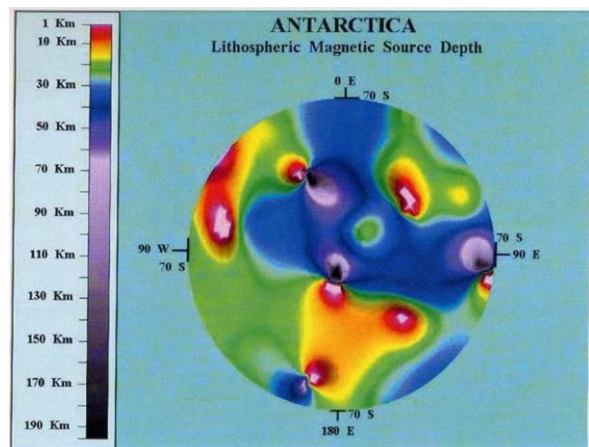 ANTARCTICA
Lithospheric Magnetic Source Depth
1 Km
10 Km
30 Km
50 Km
70 Km
90 Km
110 Km
130 Km
150 Km
170 Km
190 Km
0 E
70 S
90 W
70 S
70 S
90 E
70 S
180 E